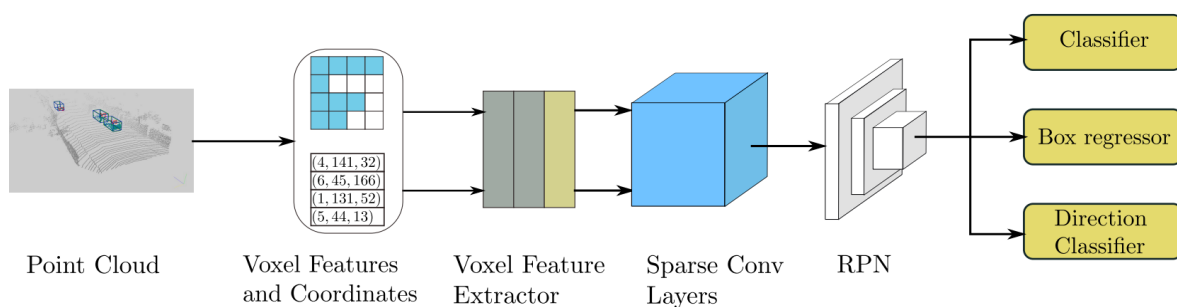 (4, 141, 32)
(6, 45, 166)
(1, 131, 52)
(5, 44, 13)
Point Cloud
Voxel Features
and Coordinates
Voxel Feature
Extractor
Sparse Conv
Layers
RPN
Classifier
Box regressor
Direction
Classifier